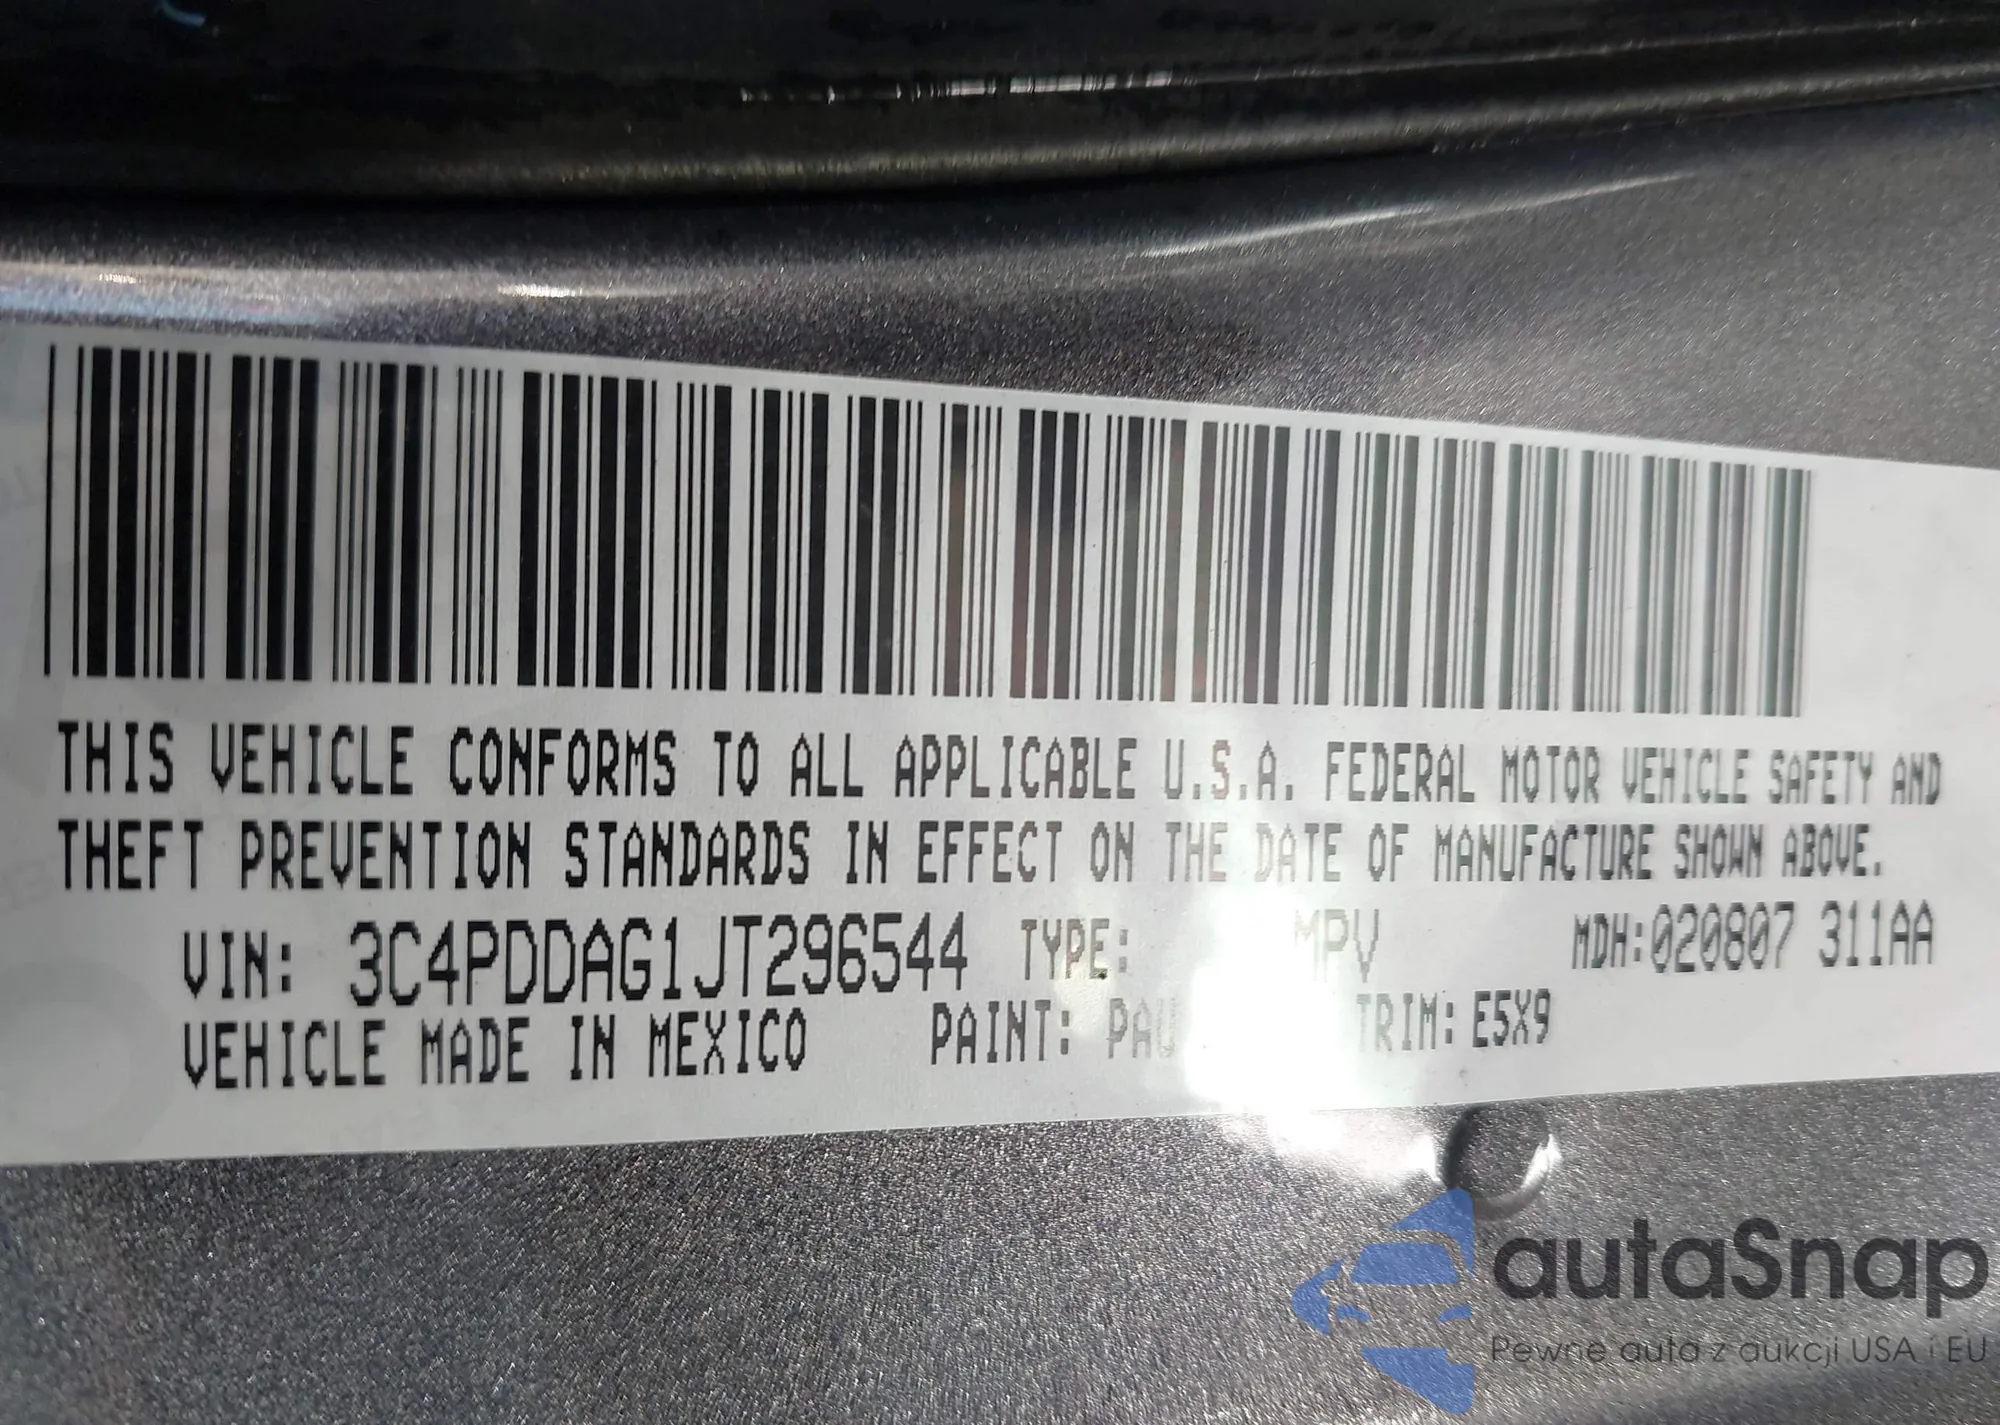 THIS VEHICLE CONFORMS TO ALL APPLICABLE U.S.A. FEDERAL MOTOR VEHICLE SAFETY AND
THEFT PREVENTION STANDARDS IN EFFECT ON THE DATE OF MANUFACTURE SHOWN ABOVE.
VIN: 3C4PDDAG1JT296544 TYPE: MPV MDH:020807 311AA
VEHICLE MADE IN MEXICO PAINT: PAU TRIM: E5X9
autaSnap
Pewne auta z aukcji USA i EU